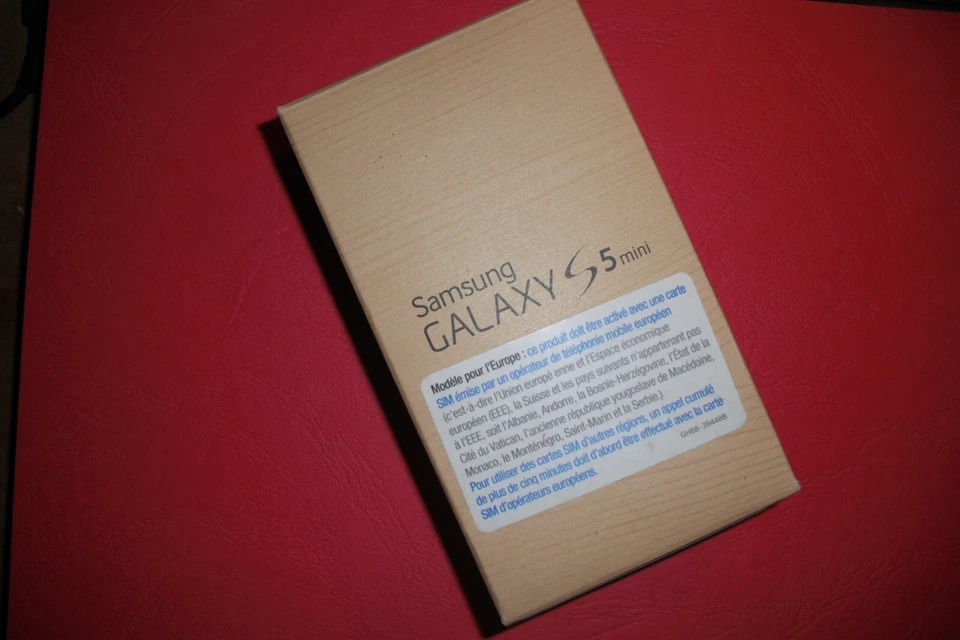 Samsung
GALAXY S5 mini
Modèle pour l'Europe : ce produit doit être activé avec une carte
SIM émise par un opérateur de téléphonie mobile européen
(c'est-à-dire l'Union europé enne et l'Espace économique
européen (EEE), la Suisse et les pays suivants n'appartenant pas
à l'EEE, soit l'Albanie, Andorre, la Bosnie-Herzégovine, l'État de la
Cité du Vatican, l'ancienne république yougoslave de Macédoine,
Monaco, le Monténégro, Saint-Marin et la Serbie.)
Pour utiliser des cartes SIM d'autres régions, un appel cumulé
de plus de cinq minutes doit d'abord être effectué avec la carte
SIM d'opérateurs européens.
GH68-39448B